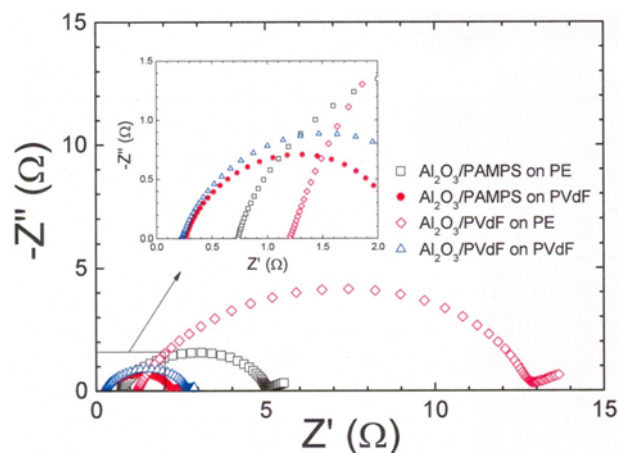 15
10
5
0
-Z" (Ω)
0
5
10
15
Z' (Ω)
1.5
1.0
0.5
0.0
-Z" (Ω)
0.0
0.5
1.0
1.5
2.0
Z' (Ω)
Al₂O₃/PAMPS on PE
Al₂O₃/PAMPS on PVdF
Al₂O₃/PVdF on PE
Al₂O₃/PVdF on PVdF